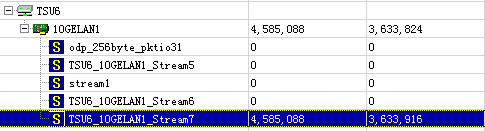 TSU6
10GELAN1 4,585,088 3,633,824
S odp_256byte_pktio31 0 0
S TSU6_10GELAN1_Stream5 0 0
S stream1 0 0
S TSU6_10GELAN1_Stream6 0 0
S TSU6_10GELAN1_Stream7 4,585,088 3,633,916